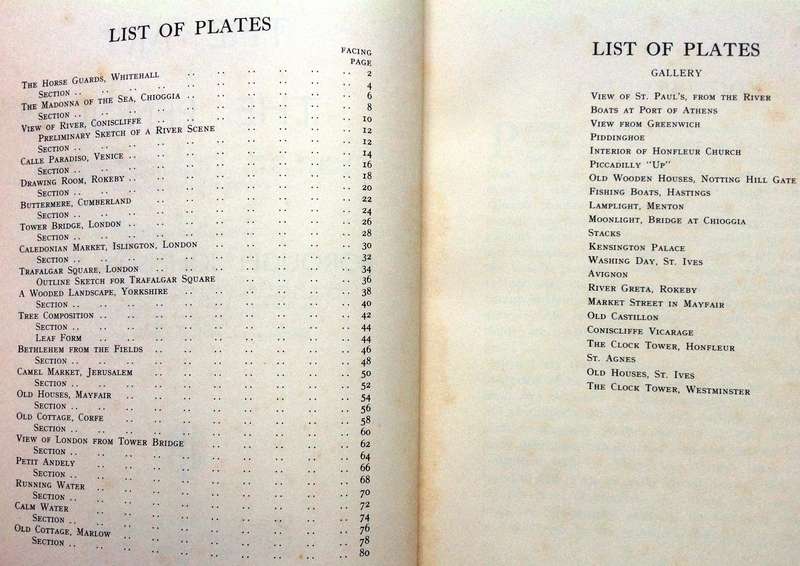 LIST OF PLATES
FACING
PAGE
THE HORSE GUARDS, WHITEHALL .. .. .. .. .. .. 2
SECTION .. .. .. .. .. .. .. .. 4
THE MADONNA OF THE SEA, CHIOGGIA .. .. .. .. .. 6
SECTION .. .. .. .. .. .. .. .. 8
VIEW OF RIVER, CONISCLIFFE .. .. .. .. .. .. 10
PRELIMINARY SKETCH OF A RIVER SCENE .. .. .. .. 12
SECTION .. .. .. .. .. .. .. .. 12
CALLE PARADISO, VENICE .. .. .. .. .. .. .. 14
SECTION .. .. .. .. .. .. .. .. 16
DRAWING ROOM, ROKEBY .. .. .. .. .. .. .. 18
SECTION .. .. .. .. .. .. .. .. 20
BUTTERMERE, CUMBERLAND .. .. .. .. .. .. 22
SECTION .. .. .. .. .. .. .. .. 24
TOWER BRIDGE, LONDON .. .. .. .. .. .. .. 26
SECTION .. .. .. .. .. .. .. .. 28
CALEDONIAN MARKET, ISLINGTON, LONDON .. .. .. .. 30
SECTION .. .. .. .. .. .. .. .. 32
TRAFALGAR SQUARE, LONDON .. .. .. .. .. .. 34
OUTLINE SKETCH FOR TRAFALGAR SQUARE .. .. .. .. 36
A WOODED LANDSCAPE, YORKSHIRE .. .. .. .. .. 38
SECTION .. .. .. .. .. .. .. .. 40
TREE COMPOSITION .. .. .. .. .. .. .. .. 42
SECTION .. .. .. .. .. .. .. .. 44
LEAF FORM .. .. .. .. .. .. .. .. 44
BETHLEHEM FROM THE FIELDS .. .. .. .. .. .. 46
SECTION .. .. .. .. .. .. .. .. 48
CAMEL MARKET, JERUSALEM .. .. .. .. .. .. 50
SECTION .. .. .. .. .. .. .. .. 52
OLD HOUSES, MAYFAIR .. .. .. .. .. .. .. 54
SECTION .. .. .. .. .. .. .. .. 56
OLD COTTAGE, CORFE .. .. .. .. .. .. .. 58
SECTION .. .. .. .. .. .. .. .. 60
VIEW OF LONDON FROM TOWER BRIDGE .. .. .. .. .. 62
SECTION .. .. .. .. .. .. .. .. 64
PETIT ANDELY .. .. .. .. .. .. .. .. 66
SECTION .. .. .. .. .. .. .. .. 68
RUNNING WATER .. .. .. .. .. .. .. .. 70
SECTION .. .. .. .. .. .. .. .. 72
CALM WATER .. .. .. .. .. .. .. .. 74
SECTION .. .. .. .. .. .. .. .. 76
OLD COTTAGE, MARLOW .. .. .. .. .. .. .. 78
SECTION .. .. .. .. .. .. .. .. 80
LIST OF PLATES
GALLERY
VIEW OF ST. PAUL'S, FROM THE RIVER
BOATS AT PORT OF ATHENS
VIEW FROM GREENWICH
PIDDINGHOE
INTERIOR OF HONFLEUR CHURCH
PICCADILLY "UP"
OLD WOODEN HOUSES, NOTTING HILL GATE
FISHING BOATS, HASTINGS
LAMPLIGHT, MENTON
MOONLIGHT, BRIDGE AT CHIOGGIA
STACKS
KENSINGTON PALACE
WASHING DAY, ST. IVES
AVIGNON
RIVER GRETA, ROKEBY
MARKET STREET IN MAYFAIR
OLD CASTILLON
CONISCLIFFE VICARAGE
THE CLOCK TOWER, HONFLEUR
ST. AGNES
OLD HOUSES, ST. IVES
THE CLOCK TOWER, WESTMINSTER